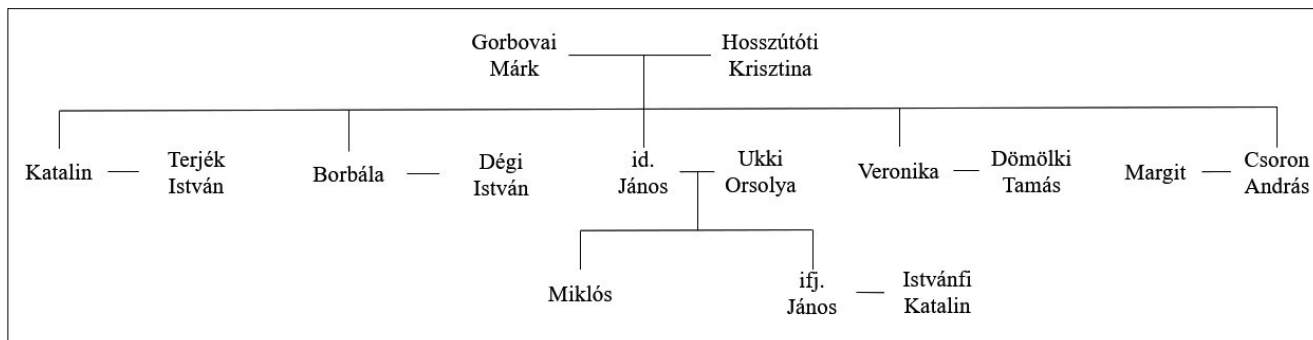 Gorbovai
Márk
Hosszútóti
Krisztina
Katalin
Terjék
István
Borbála
Dégi
István
id.
János
Ukki
Orsolya
Veronika
Dömölki
Tamás
Margit
Csoron
András
Miklós
ifj.
János
Istvánfi
Katalin